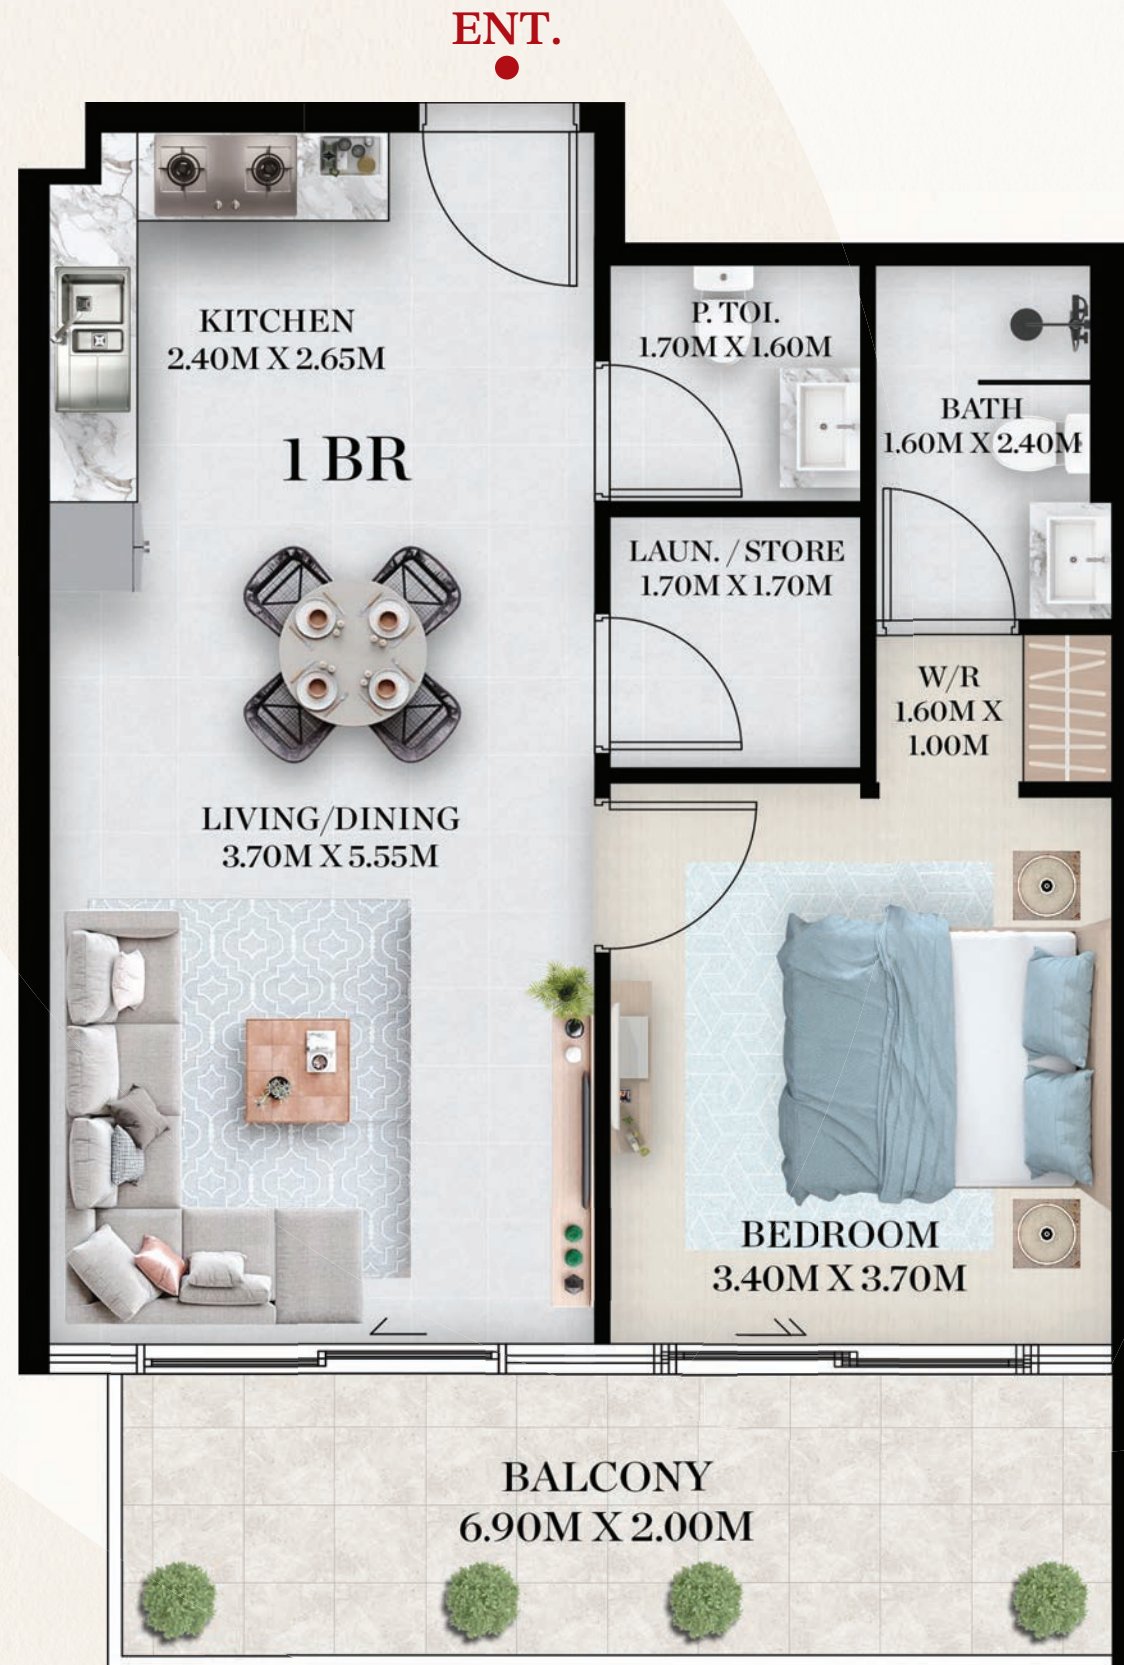 ENT.
KITCHEN
2.40M X 2.65M
P. TOI.
1.70M X 1.60M
BATH
1.60M X 2.40M
1 BR
LAUN. / STORE
1.70M X 1.70M
W/R
1.60M X
1.00M
LIVING/DINING
3.70M X 5.55M
BEDROOM
3.40M X 3.70M
BALCONY
6.90M X 2.00M